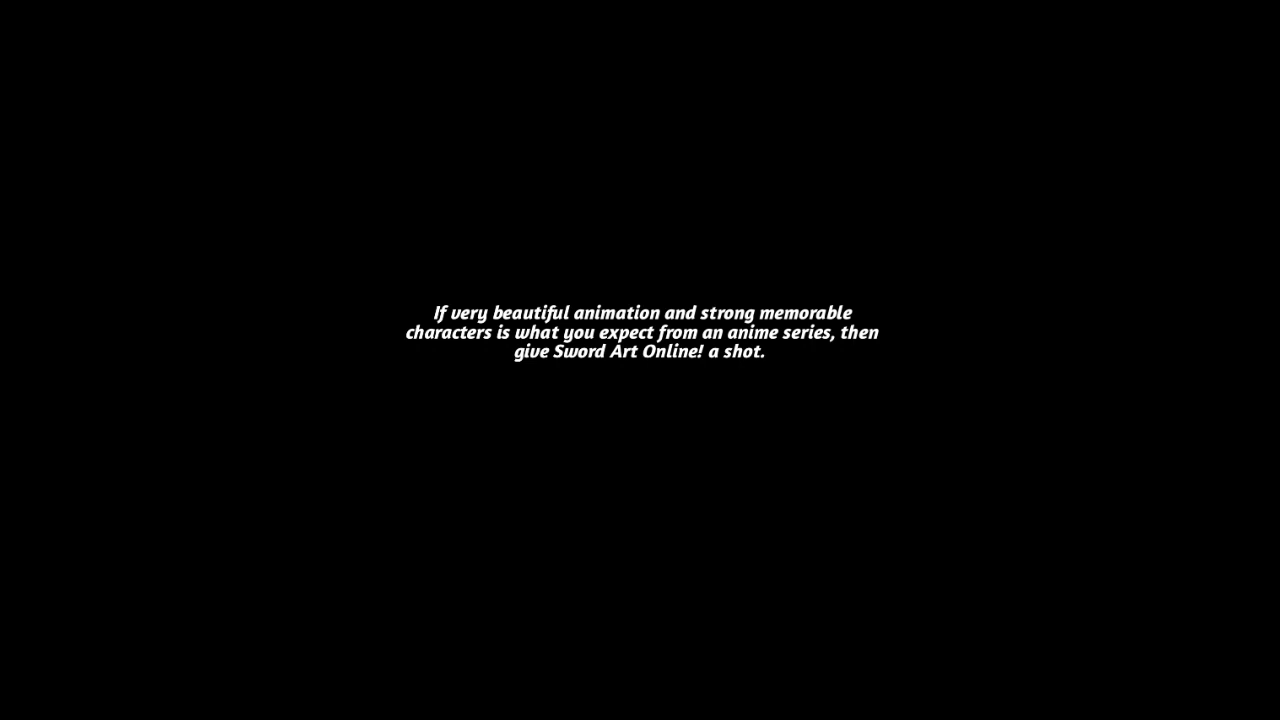 If very beautiful animation and strong memorable
characters is what you expect from an anime series, then
give Sword Art Online! a shot.